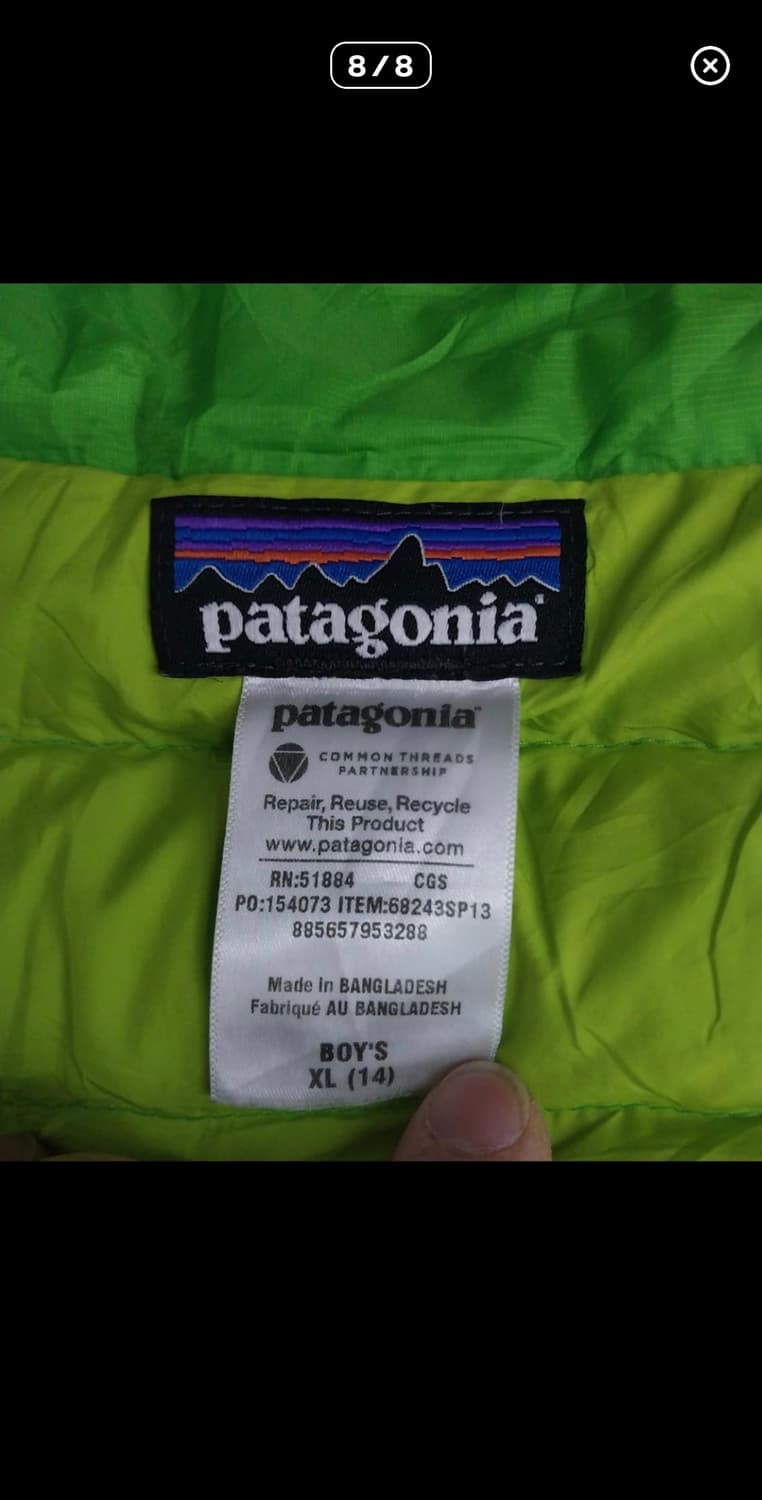 8/8
patagonia
patagonia
COMMON THREADS
PARTNERSHIP
Repair, Reuse, Recycle
This Product
www.patagonia.com
RN:51884 CGS
PO:154073 ITEM:68243SP13
885657953288
Made in BANGLADESH
Fabriqué AU BANGLADESH
BOY'S
XL (14)